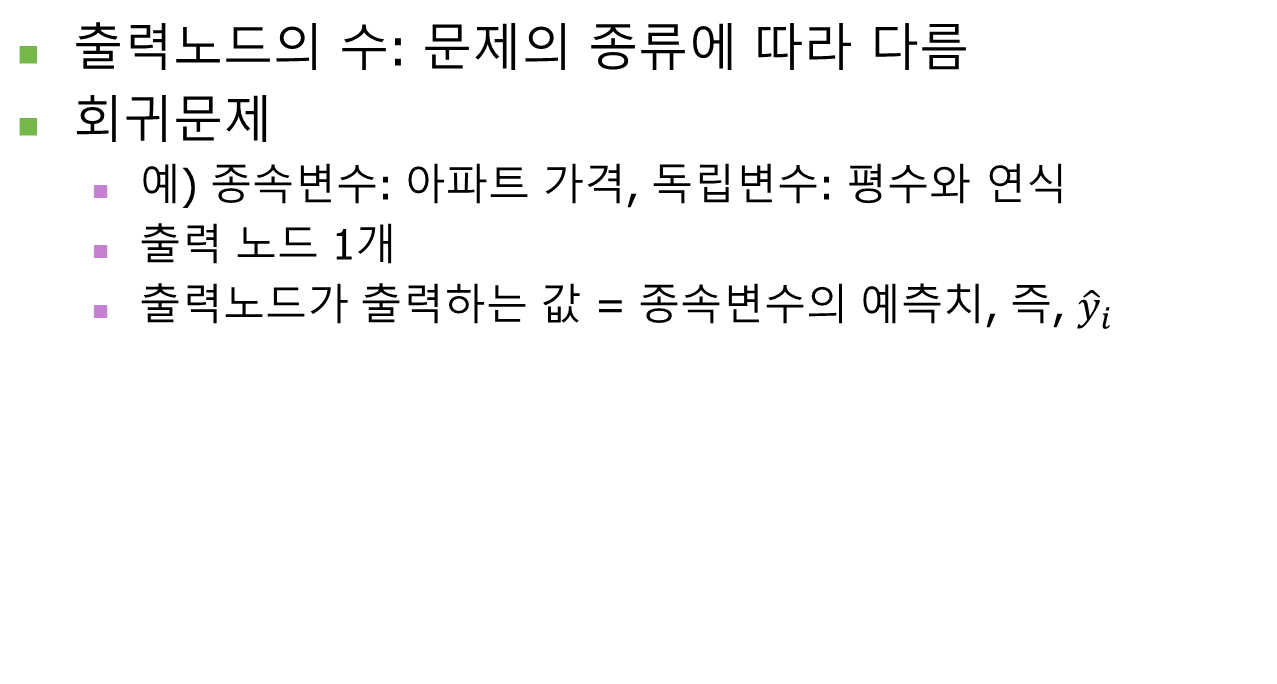 출력노드의 수: 문제의 종류에 따라 다름
회귀문제
예) 종속변수: 아파트 가격, 독립변수: 평수와 연식
출력 노드 1개
출력노드가 출력하는 값 = 종속변수의 예측치, 즉, ŷᵢ